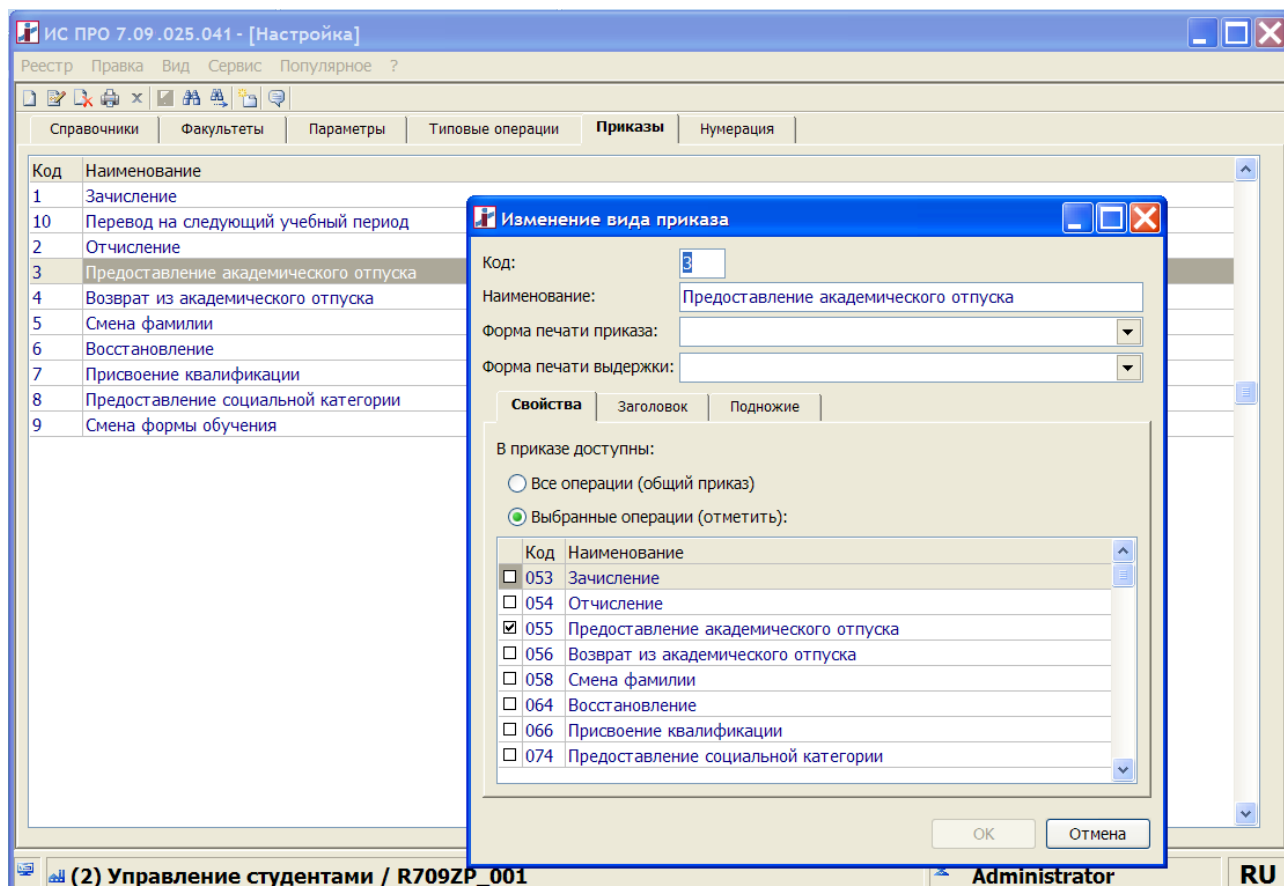 ИС ПРО 7.09.025.041 - [Настройка]
Реестр Правка Вид Сервис Популярное ?
Справочники Факультеты Параметры Типовые операции Приказы Нумерация
Код Наименование
1 Зачисление
10 Перевод на следующий учебный период
2 Отчисление
3 Предоставление академического отпуска
4 Возврат из академического отпуска
5 Смена фамилии
6 Восстановление
7 Присвоение квалификации
8 Предоставление социальной категории
9 Смена формы обучения
Изменение вида приказа
Код: 3
Наименование: Предоставление академического отпуска
Форма печати приказа:
Форма печати выдержки:
Свойства Заголовок Подножие
В приказе доступны:
Все операции (общий приказ)
Выбранные операции (отметить):
Код Наименование
053 Зачисление
054 Отчисление
055 Предоставление академического отпуска
056 Возврат из академического отпуска
058 Смена фамилии
064 Восстановление
066 Присвоение квалификации
074 Предоставление социальной категории
OK Отмена
(2) Управление студентами / R709ZP_001 Administrator RU